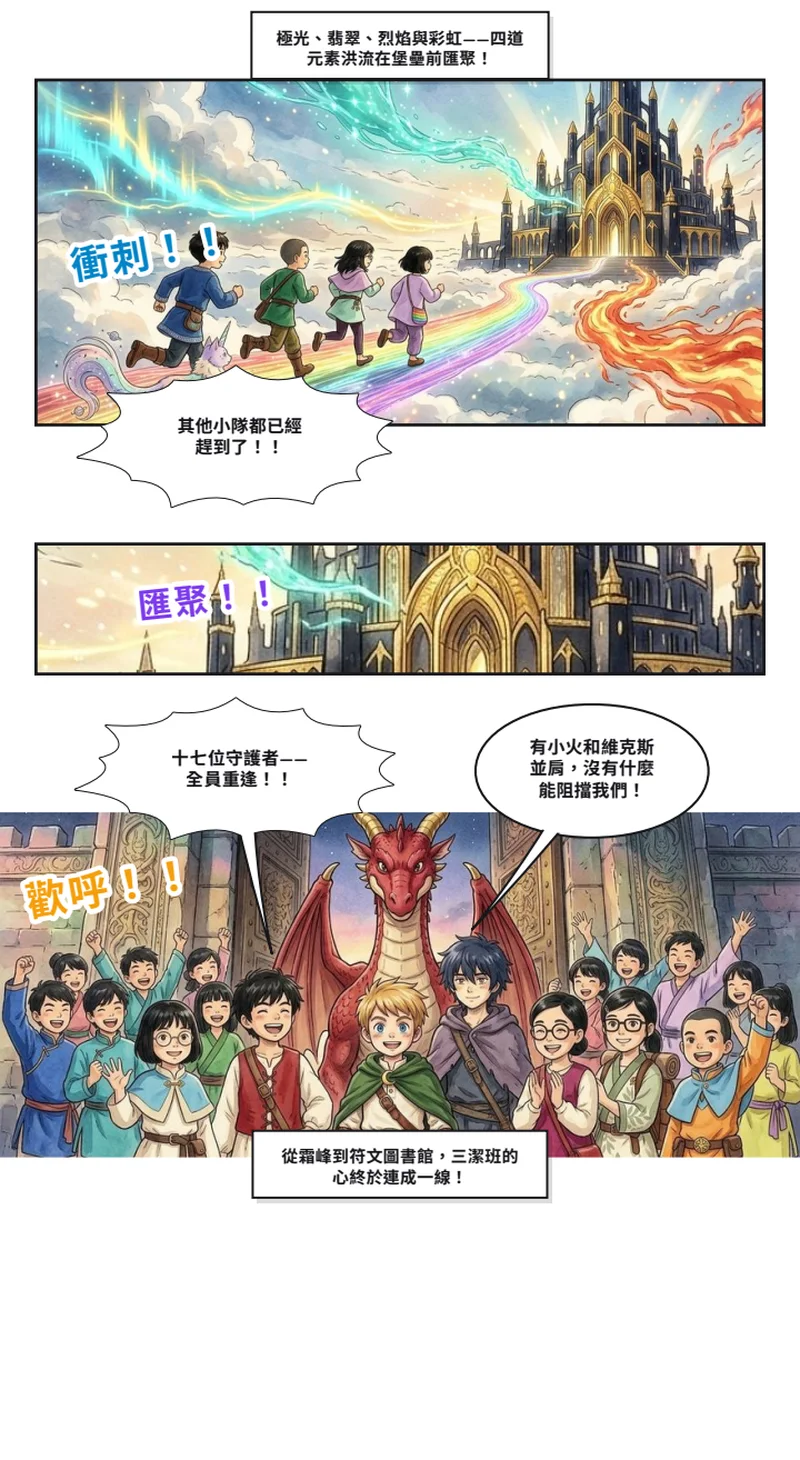 極光、翡翠、烈焰與彩虹——四道
元素洪流在堡壘前匯聚！
衝刺！！
其他小隊都已經
趕到了！！
匯聚！！
十七位守護者——
全員重逢！！
有小火和維克斯
並肩，沒有什麼
能阻擋我們！
歡呼！！
從霜峰到符文圖書館，三潔班的
心終於連成一線！